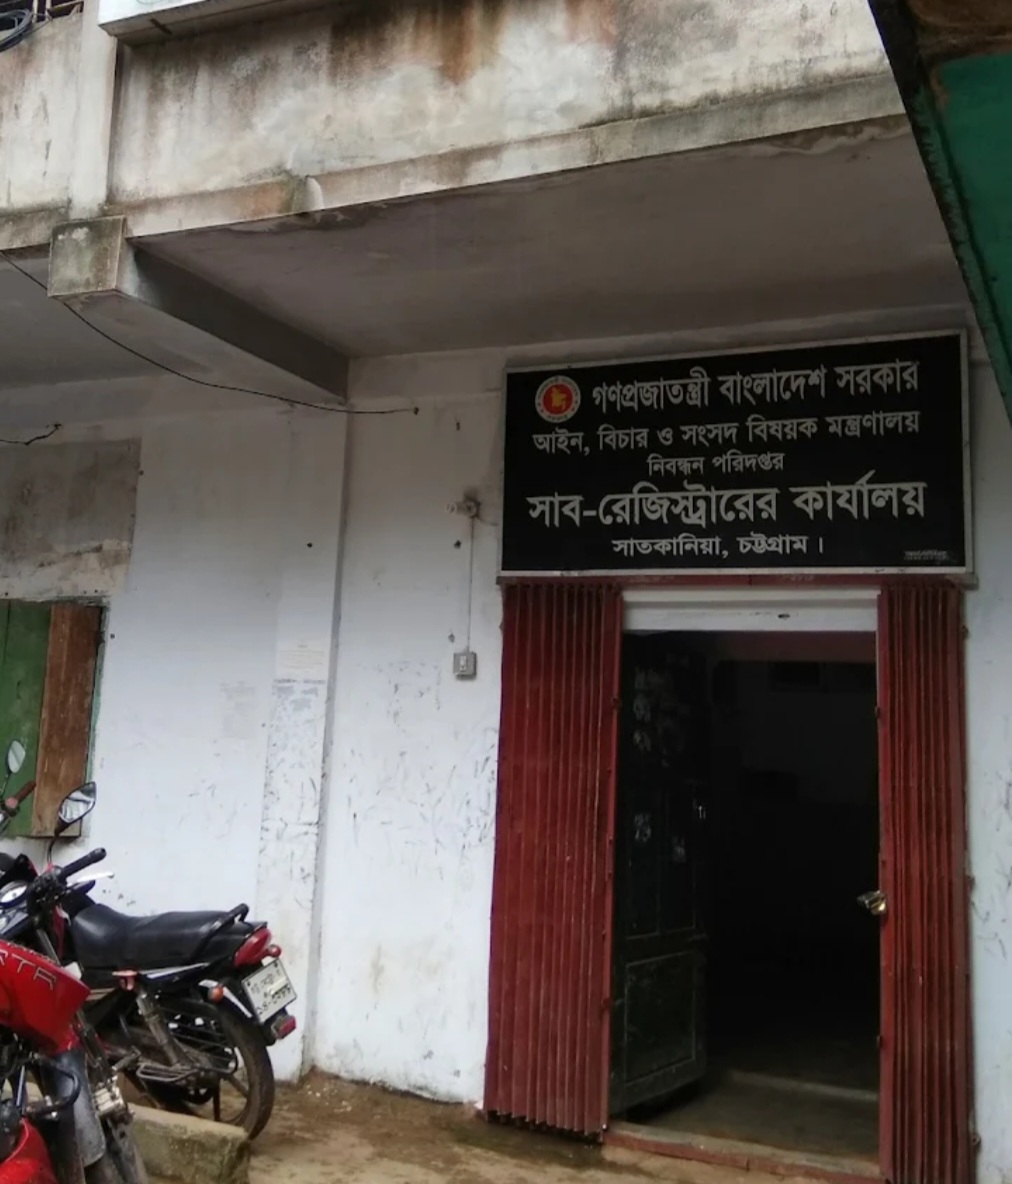 গণপ্রজাতন্ত্রী বাংলাদেশ সরকার
আইন, বিচার ও সংসদ বিষয়ক মন্ত্রণালয়
নিবন্ধন পরিদপ্তর
সাব-রেজিস্ট্রারের কার্যালয়
সাতকানিয়া, চট্টগ্রাম।